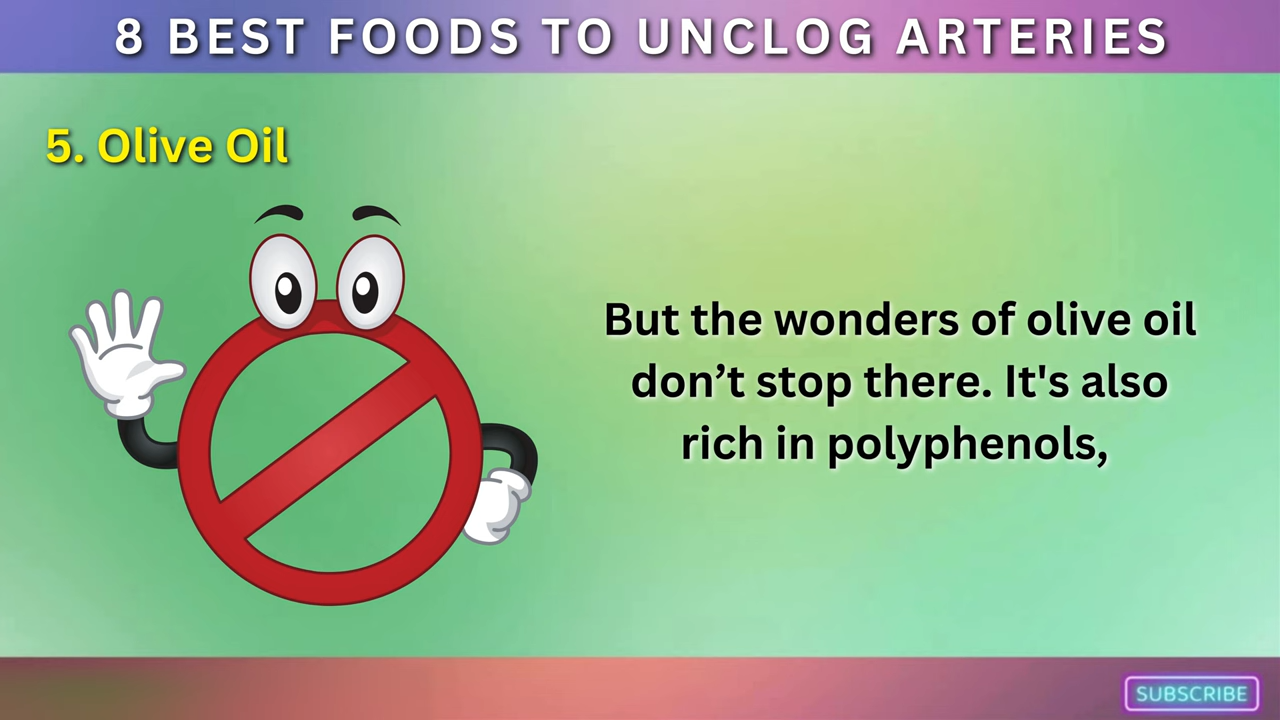 8 BEST FOODS TO UNCLOG ARTERIES
5. Olive Oil
But the wonders of olive oil
don’t stop there. It's also
rich in polyphenols,
SUBSCRIBE